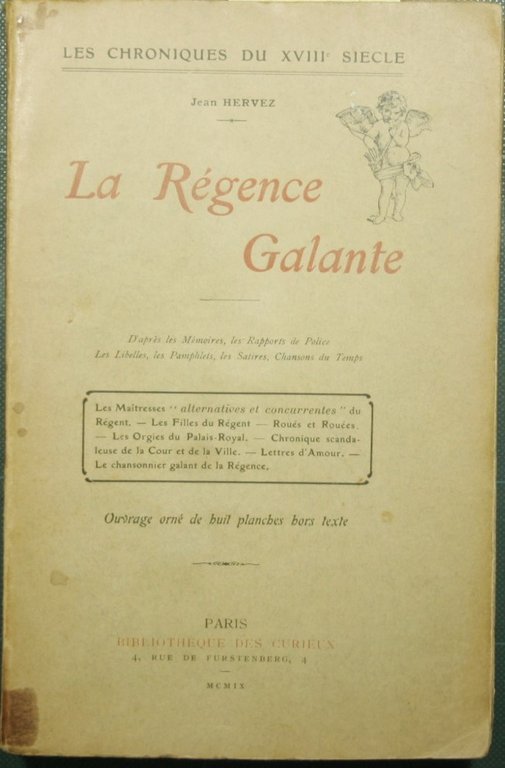 LES CHRONIQUES DU XVIIIe SIECLE
Jean HERVEZ
La Régence
Galante
D'après les Mémoires, les Rapports de Police
Les Libelles, les Pamphlets, les Satires, Chansons du Temps
Les Maîtresses "alternatives et concurrentes" du
Régent. — Les Filles du Régent — Roués et Rouées.
— Les Orgies du Palais-Royal. — Chronique scanda-
leuse de la Cour et de la Ville. — Lettres d'Amour. —
Le chansonnier galant de la Régence.
Ouvrage orné de huit planches hors texte
PARIS
BIBLIOTHEQUE DES CURIEUX
4, RUE DE FURSTENBERG, 4
MCMIX